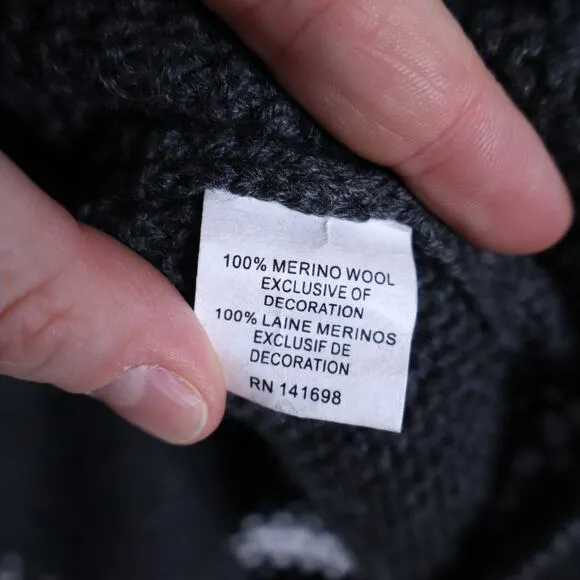 100% MERINO WOOL
EXCLUSIVE OF
DECORATION
100% LAINE MERINOS
EXCLUSIF DE
DECORATION
RN 141698